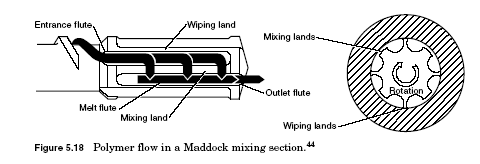 Entrance flute
Wiping land
Mixing lands
Rotation
Outlet flute
Melt flute
Mixing land
Wiping lands
Figure 5.18 Polymer flow in a Maddock mixing section.44